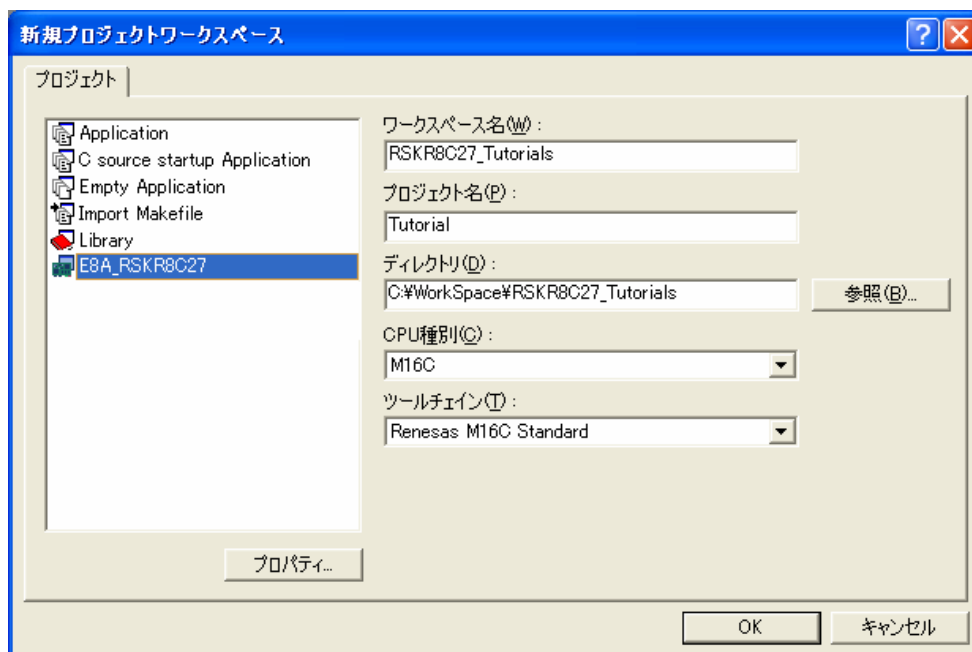 新規プロジェクトワークスペース
プロジェクト
Application
C source startup Application
Empty Application
Import Makefile
Library
E8A_RSKR8C27
プロパティ...
ワークスペース名(W) :
RSKR8C27_Tutorials
プロジェクト名(P) :
Tutorial
ディレクトリ(D) :
C:¥WorkSpace¥RSKR8C27_Tutorials
参照(B)...
CPU種別(C) :
M16C
ツールチェイン(T) :
Renesas M16C Standard
OK
キャンセル